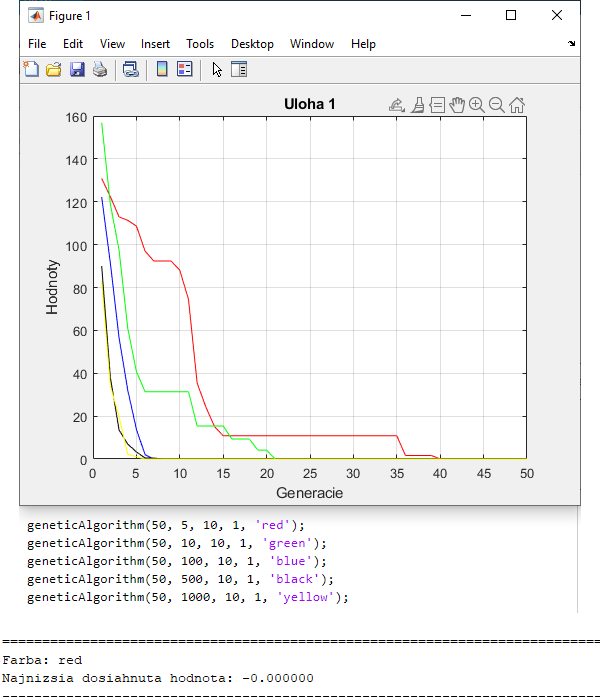 Figure 1
File Edit View Insert Tools Desktop Window Help
Uloha 1
160
140
120
100
80
60
40
20
0
Hodnoty
0 5 10 15 20 25 30 35 40 45 50
Generacie
geneticAlgorithm(50, 5, 10, 1, 'red');
geneticAlgorithm(50, 10, 10, 1, 'green');
geneticAlgorithm(50, 100, 10, 1, 'blue');
geneticAlgorithm(50, 500, 10, 1, 'black');
geneticAlgorithm(50, 1000, 10, 1, 'yellow');
Farba: red
Najnizsia dosiahnuta hodnota: -0.000000